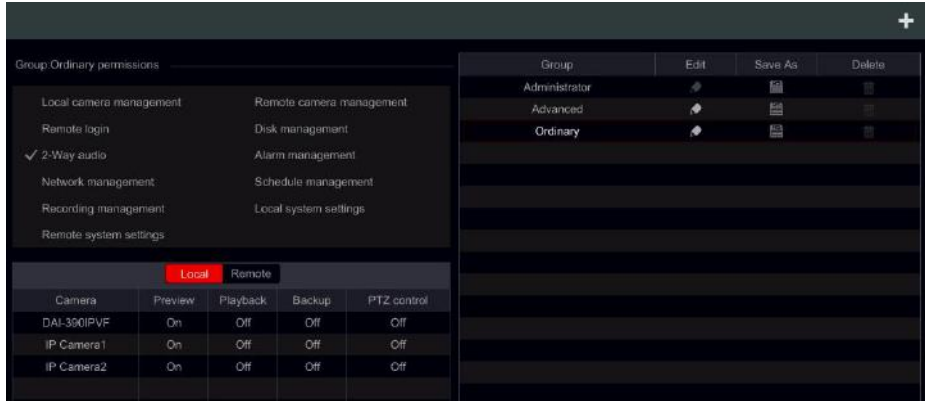 Group:Ordinary permissions
Local camera management Remote camera management
Remote login Disk management
2-Way audio Alarm management
Network management Schedule management
Recording management Local system settings
Remote system settings
Local Remote
Camera Preview Playback Backup PTZ control
DAI-390IPVF On Off Off Off
IP Camera1 On Off Off Off
IP Camera2 On Off Off Off
Group Edit Save As Delete
Administrator
Advanced
Ordinary